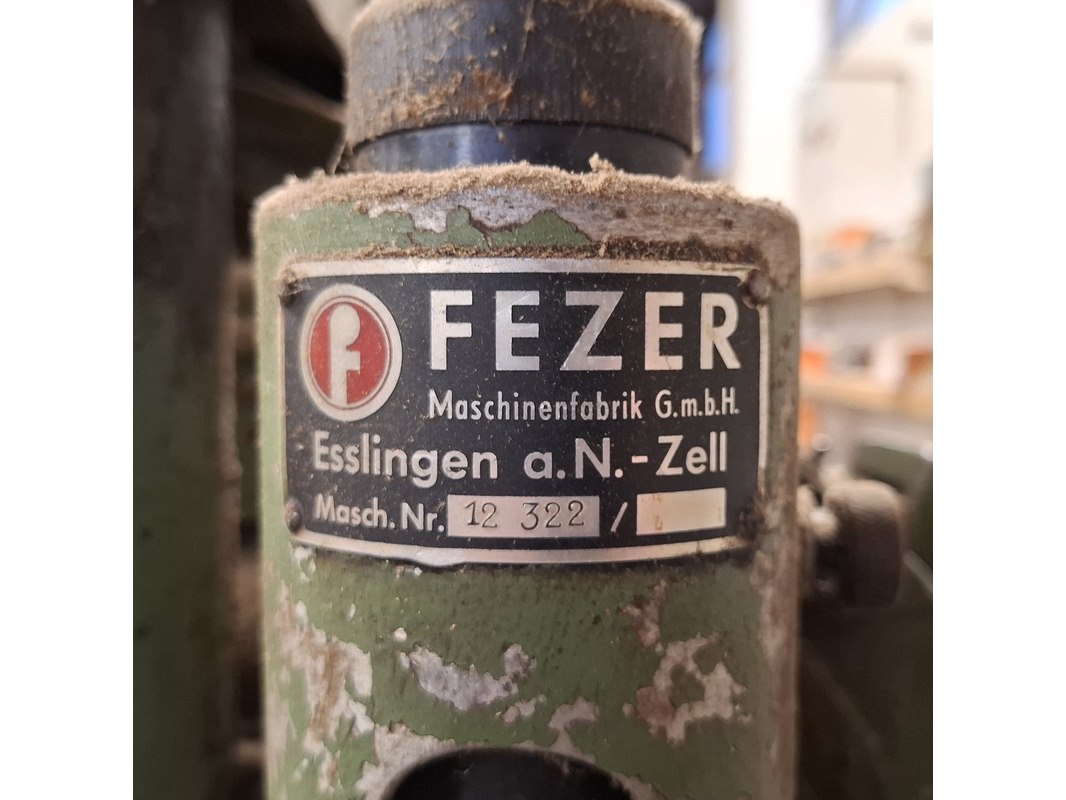 F FEZER
Maschinenfabrik G.m.b.H.
Esslingen a.N.-Zell
Masch. Nr. 12 322 /